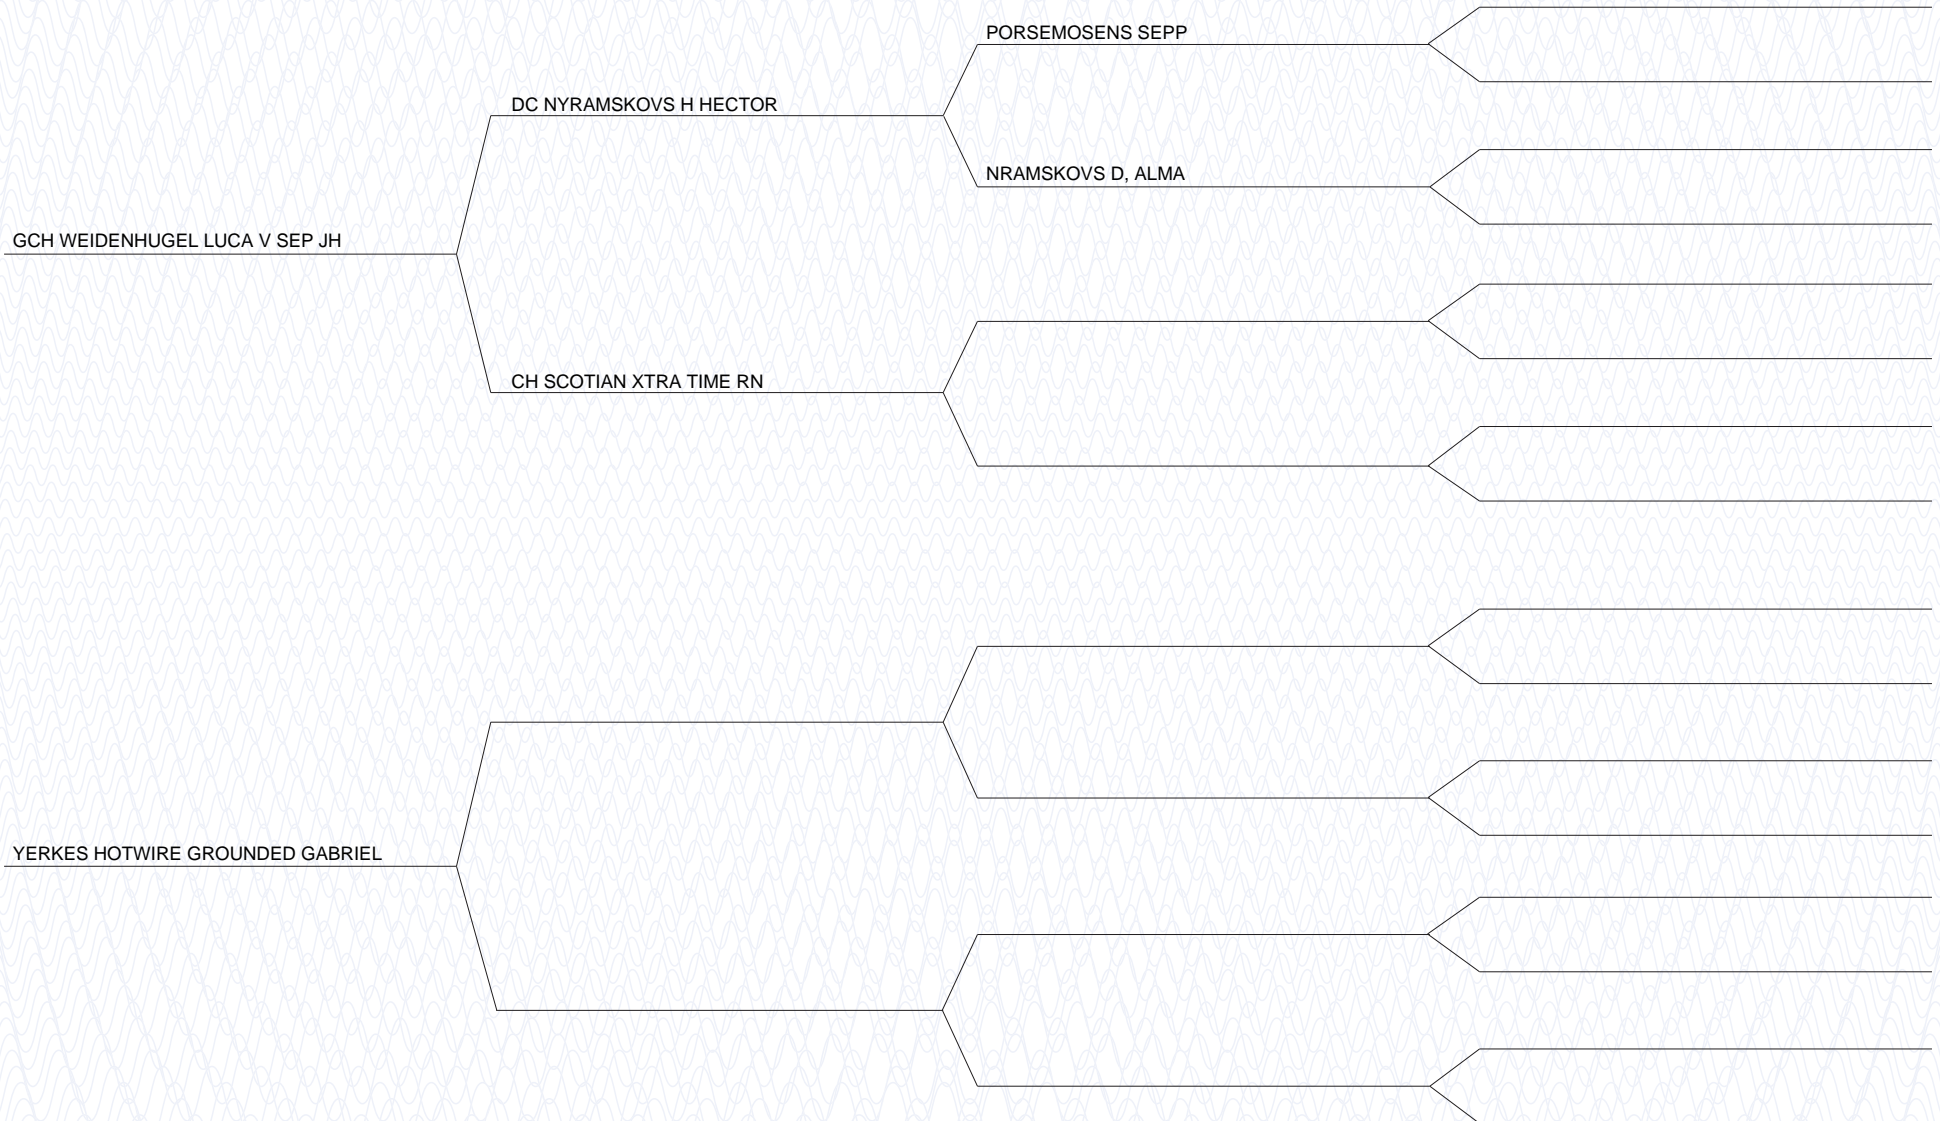 PORSEMOSENS SEPP
DC NYRAMSKOVS H HECTOR
NRAMSKOVS D, ALMA
GCH WEIDENHUGEL LUCA V SEP JH
CH SCOTIAN XTRA TIME RN
YERKES HOTWIRE GROUNDED GABRIEL